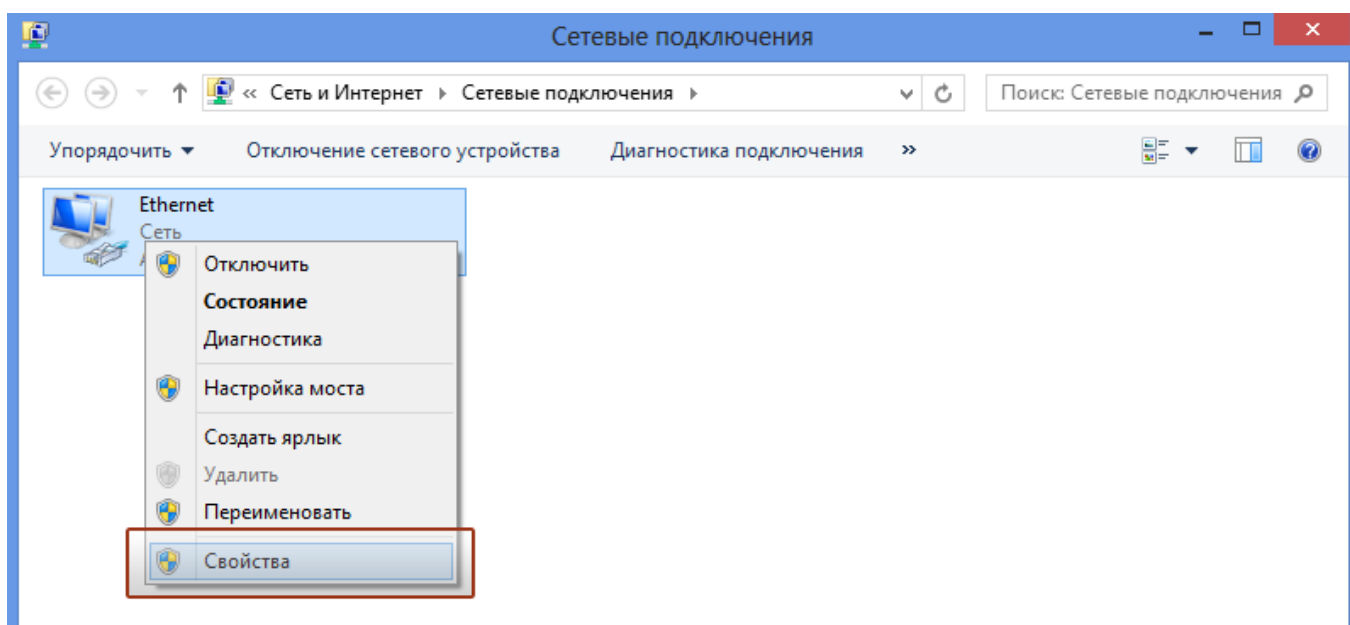 Сетевые подключения
« Сеть и Интернет Сетевые подключения
Поиск: Сетевые подключения
Упорядочить Отключение сетевого устройства Диагностика подключения »
Ethernet
Сеть
Отключить
Состояние
Диагностика
Настройка моста
Создать ярлык
Удалить
Переименовать
Свойства